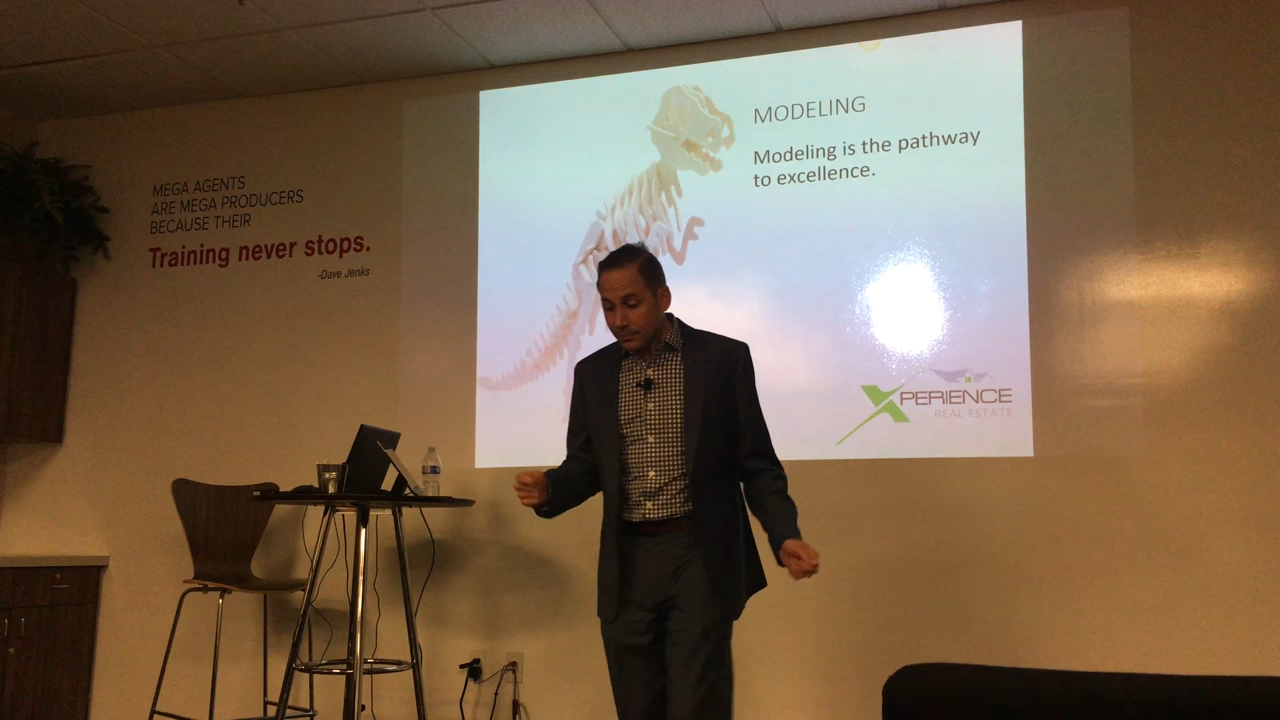 MEGA AGENTS
ARE MEGA PRODUCERS
BECAUSE THEIR
Training never stops.
-Dave Jenks
MODELING
Modeling is the pathway
to excellence.
XPERIENCE
REAL ESTATE